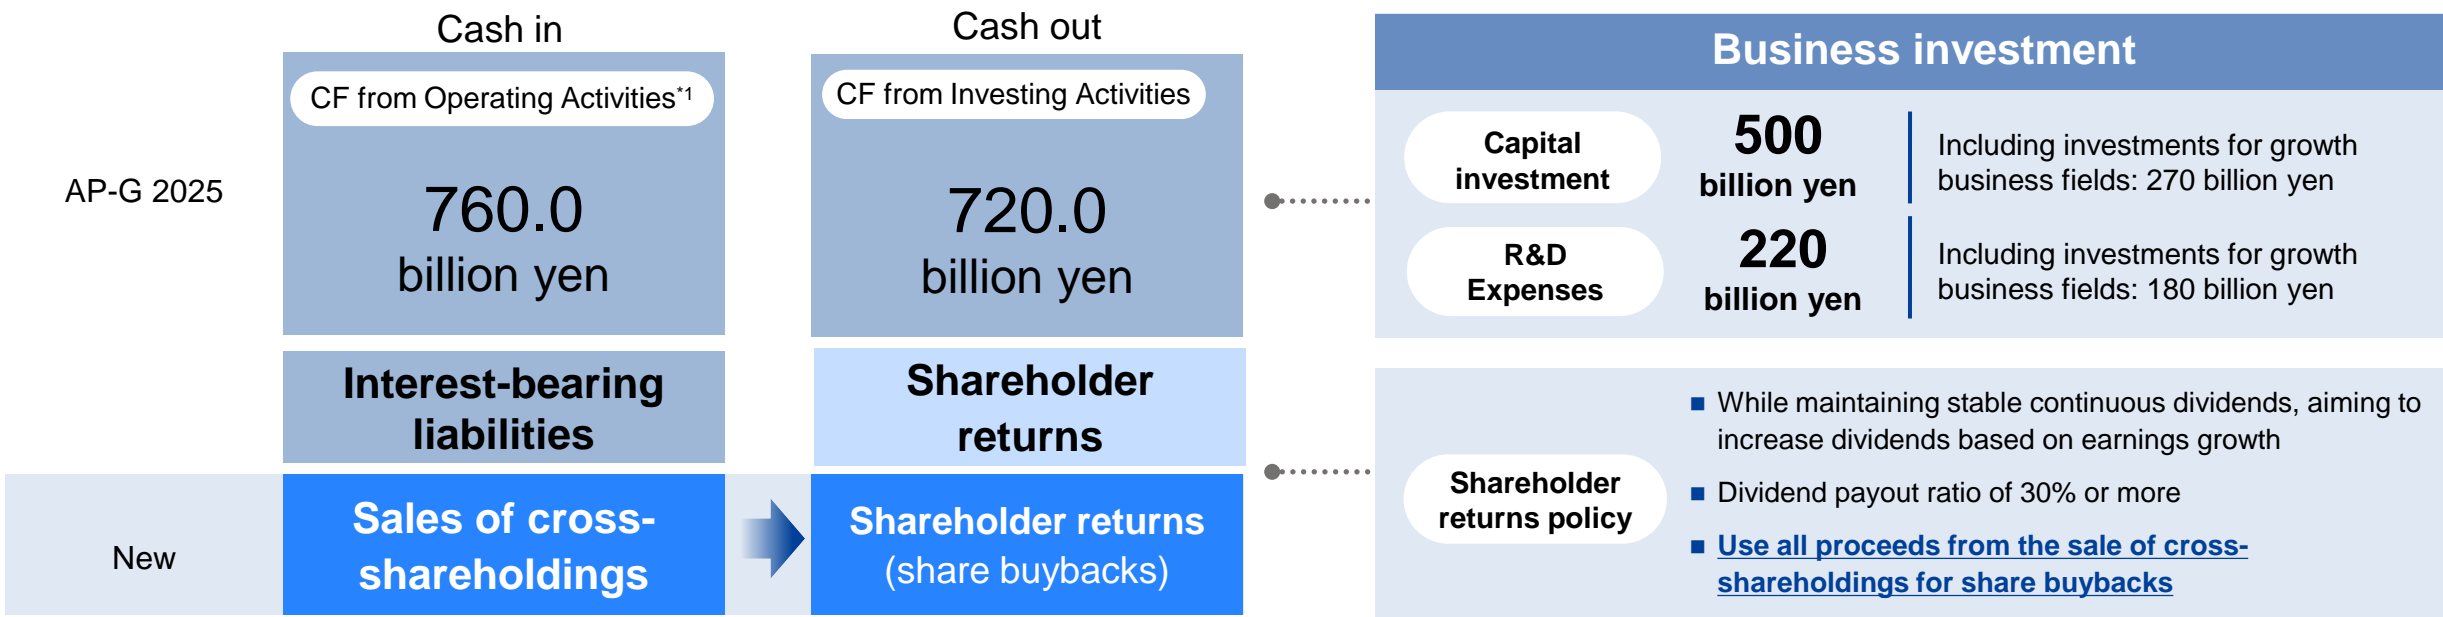 Cash in
Cash out
AP-G 2025
CF from Operating Activities*1
760.0
billion yen
CF from Investing Activities
720.0
billion yen
Interest-bearing
liabilities
Shareholder
returns
New
Sales of cross-
shareholdings
Shareholder returns
(share buybacks)
Business investment
Capital
investment
500
billion yen
Including investments for growth
business fields: 270 billion yen
R&D
Expenses
220
billion yen
Including investments for growth
business fields: 180 billion yen
Shareholder
returns policy
■ While maintaining stable continuous dividends, aiming to
increase dividends based on earnings growth
■ Dividend payout ratio of 30% or more
■ Use all proceeds from the sale of cross-
shareholdings for share buybacks